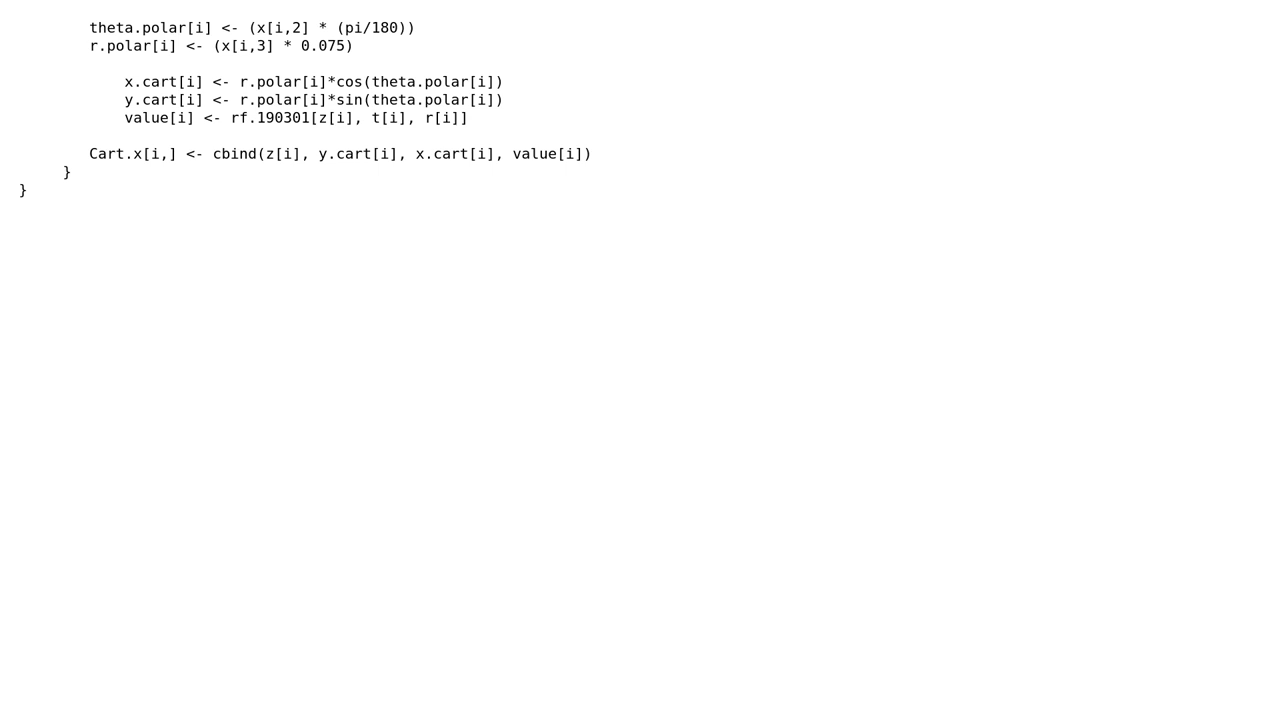 theta.polar[i] <- (x[i,2] * (pi/180))
r.polar[i] <- (x[i,3] * 0.075)
x.cart[i] <- r.polar[i]*cos(theta.polar[i])
y.cart[i] <- r.polar[i]*sin(theta.polar[i])
value[i] <- rf.190301[z[i], t[i], r[i]]
Cart.x[i,] <- cbind(z[i], y.cart[i], x.cart[i], value[i])
}
}